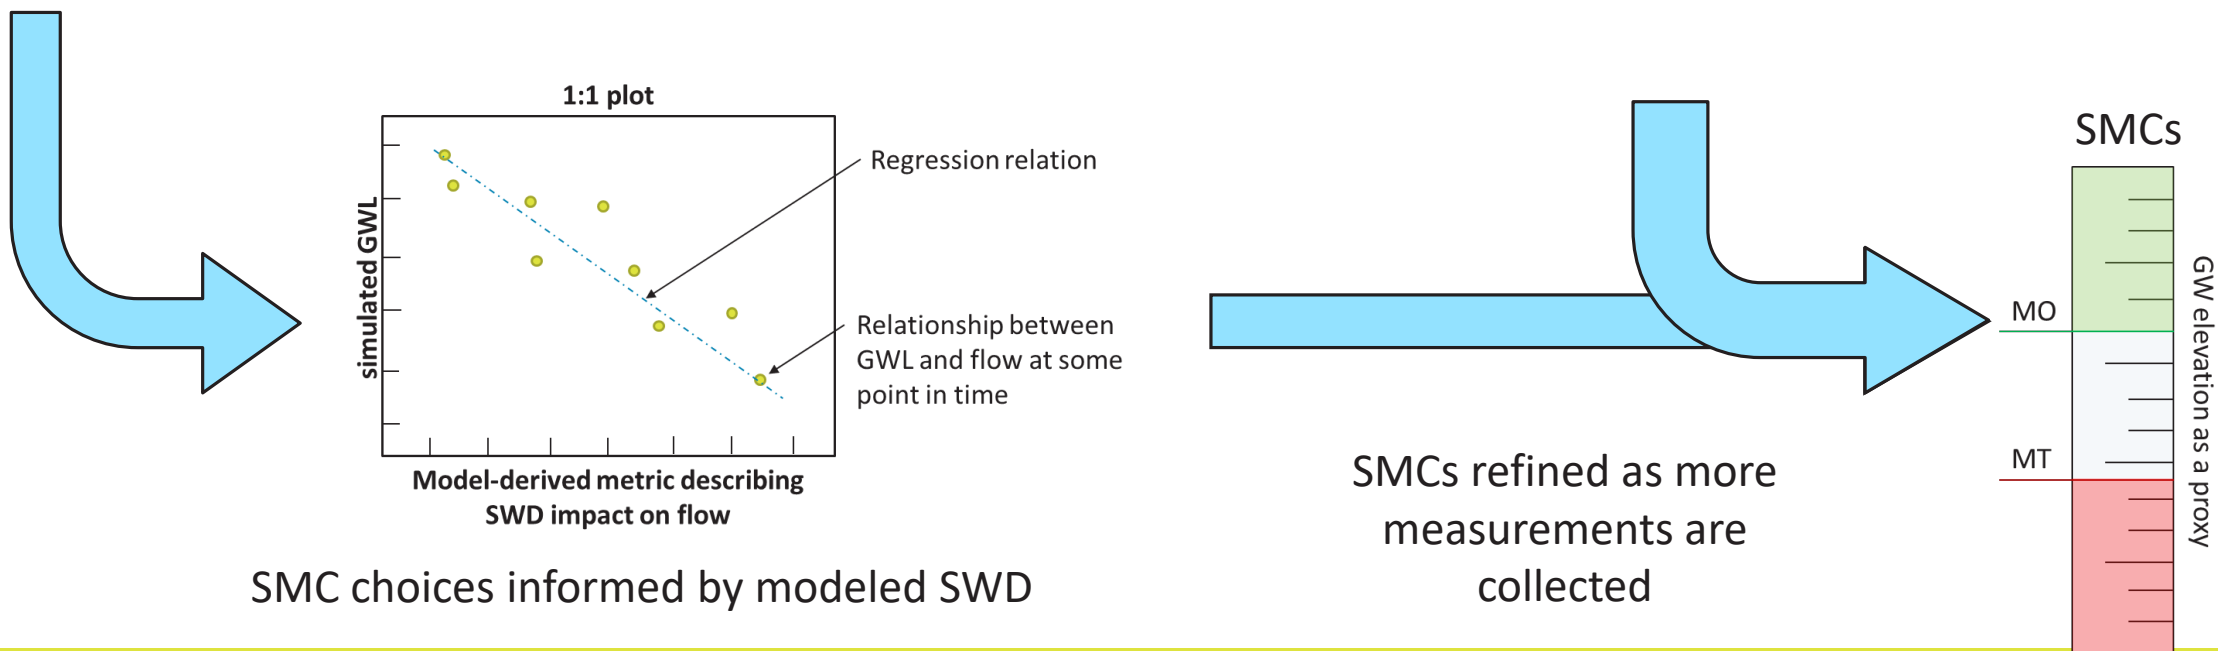 1:1 plot
simulated GWL
Regression relation
Relationship between
GWL and flow at some
point in time
Model-derived metric describing
SWD impact on flow
SMC choices informed by modeled SWD
SMCs refined as more
measurements are
collected
SMCs
MO
MT
GW elevation as a proxy